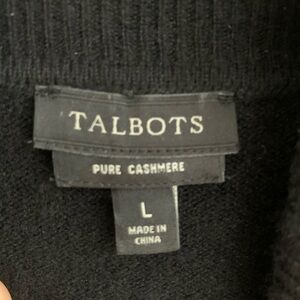 TALBOTS
PURE CASHMERE
L
MADE IN
CHINA